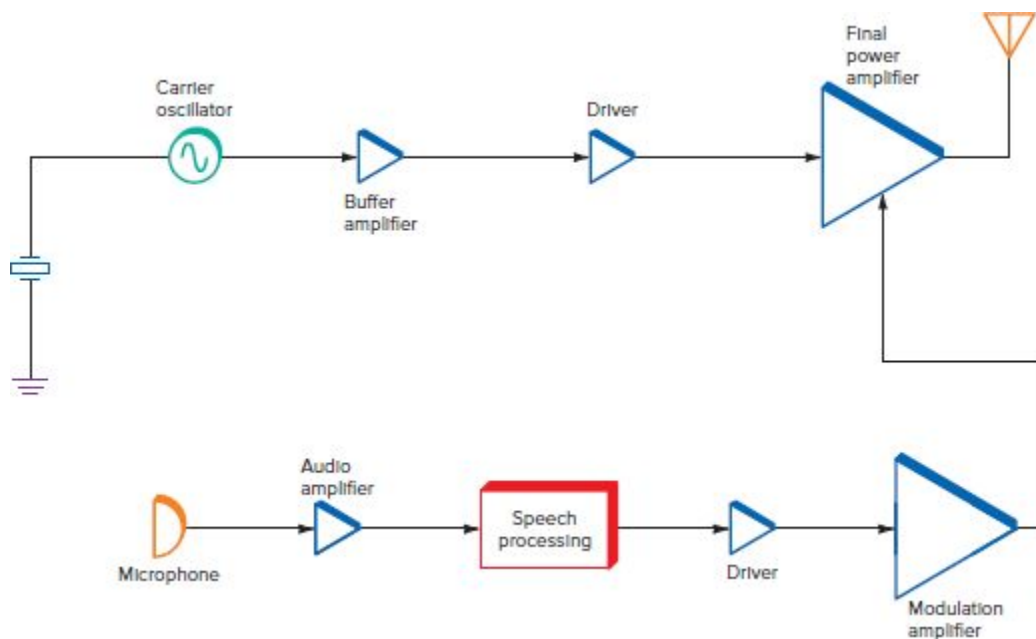 Final
power
amplifier
Carrier
oscillator
Driver
Buffer
amplifier
Audio
amplifier
Speech
processing
Microphone
Driver
Modulation
amplifier